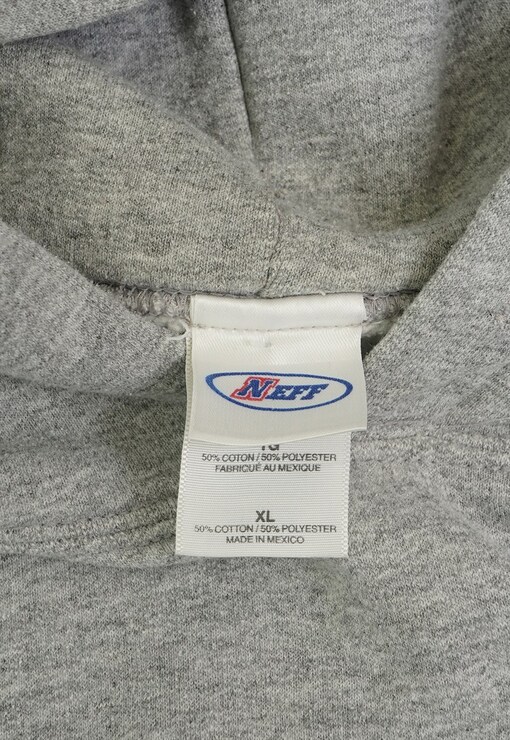 NEFF
TG
50% COTON / 50% POLYESTER
FABRIQUÉ AU MEXIQUE
XL
50% COTTON / 50% POLYESTER
MADE IN MEXICO